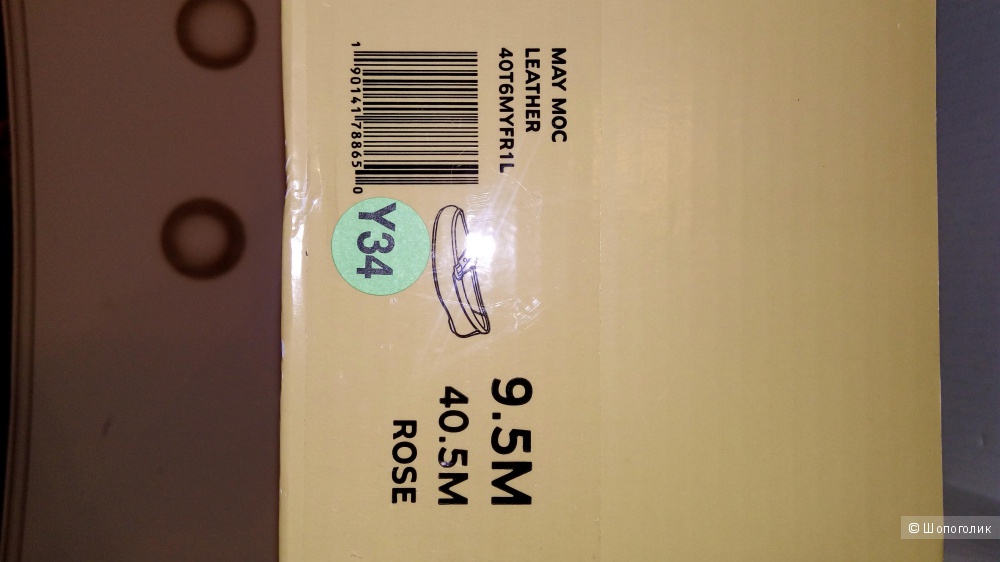 MAY MOC
LEATHER
40T6MYFR1L
1 90141 78865 0
Y34
9.5M
40.5M
ROSE
© Шопоголик